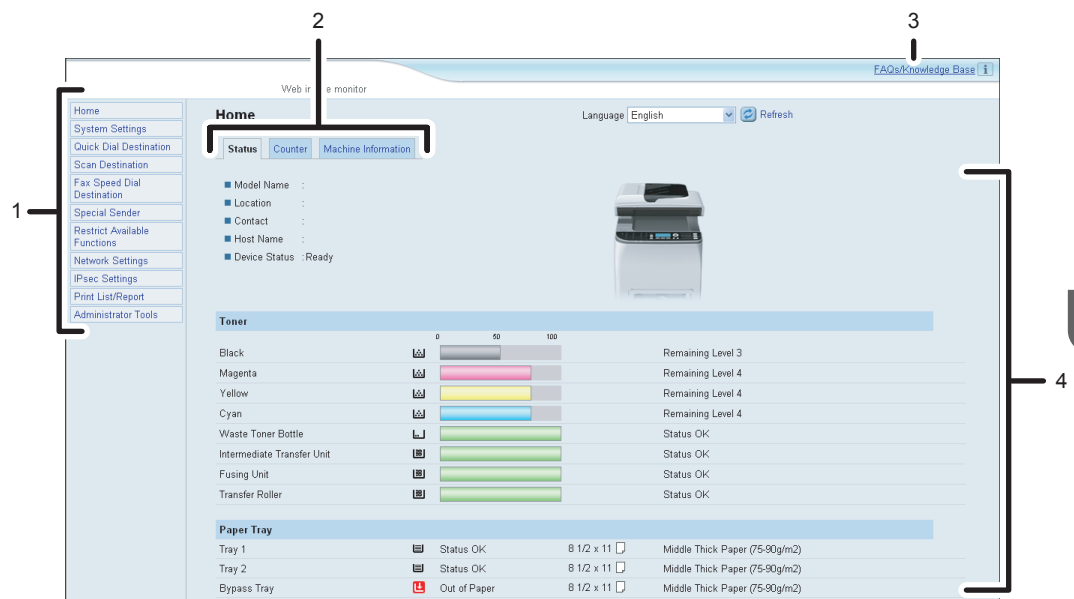 2
3
FAQs/Knowledge Base i
Web i e monitor
1
Home
System Settings
Quick Dial Destination
Scan Destination
Fax Speed Dial
Destination
Special Sender
Restrict Available
Functions
Network Settings
IPsec Settings
Print List/Report
Administrator Tools
Home
Language English Refresh
Status Counter Machine Information
Model Name :
Location :
Contact :
Host Name :
Device Status :Ready
4
Toner
0 50 100
Black Remaining Level 3
Magenta Remaining Level 4
Yellow Remaining Level 4
Cyan Remaining Level 4
Waste Toner Bottle Status OK
Intermediate Transfer Unit Status OK
Fusing Unit Status OK
Transfer Roller Status OK
Paper Tray
Tray 1 Status OK 8 1/2 x 11 Middle Thick Paper (75-90g/m2)
Tray 2 Status OK 8 1/2 x 11 Middle Thick Paper (75-90g/m2)
Bypass Tray Out of Paper 8 1/2 x 11 Middle Thick Paper (75-90g/m2)